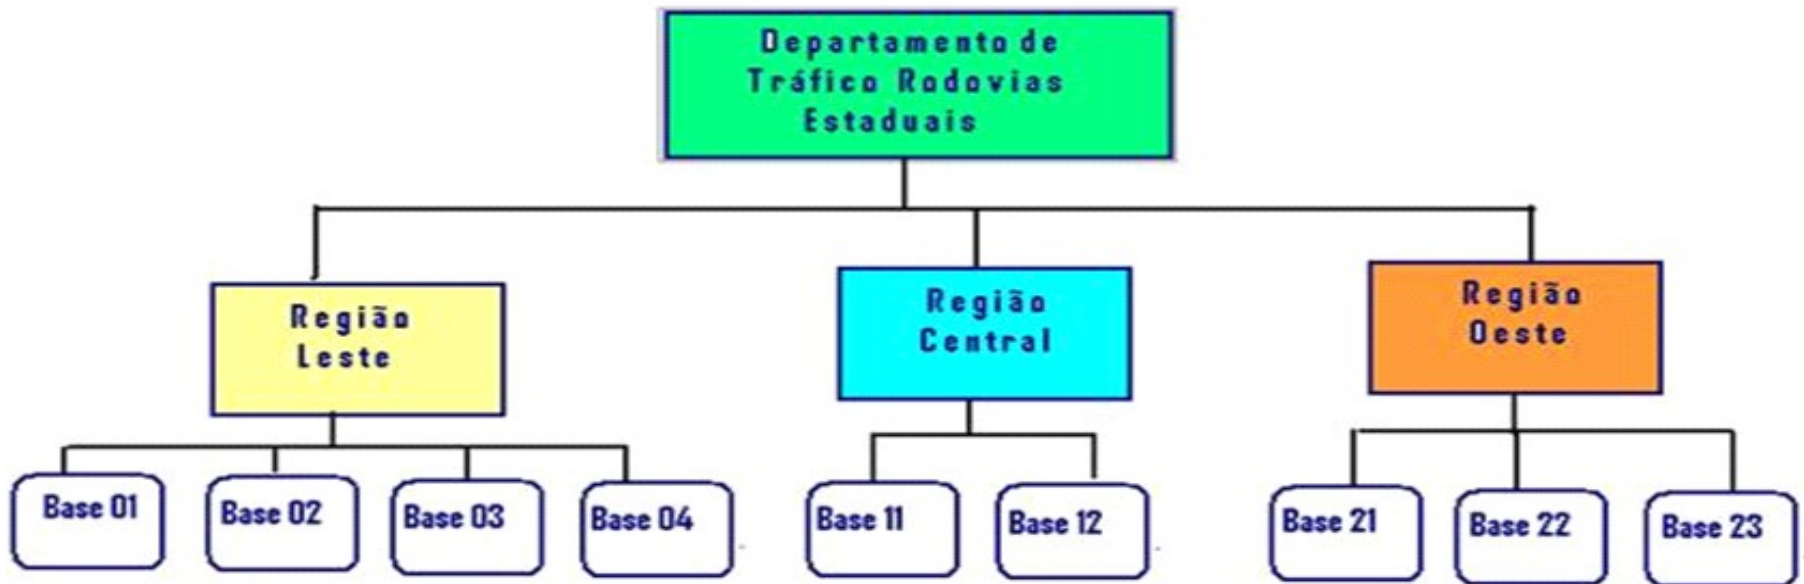 Departamento de
Tráfico Rodovias
Estaduais
Região
Leste
Região
Central
Região
Oeste
Base 01
Base 02
Base 03
Base 04
Base 11
Base 12
Base 21
Base 22
Base 23